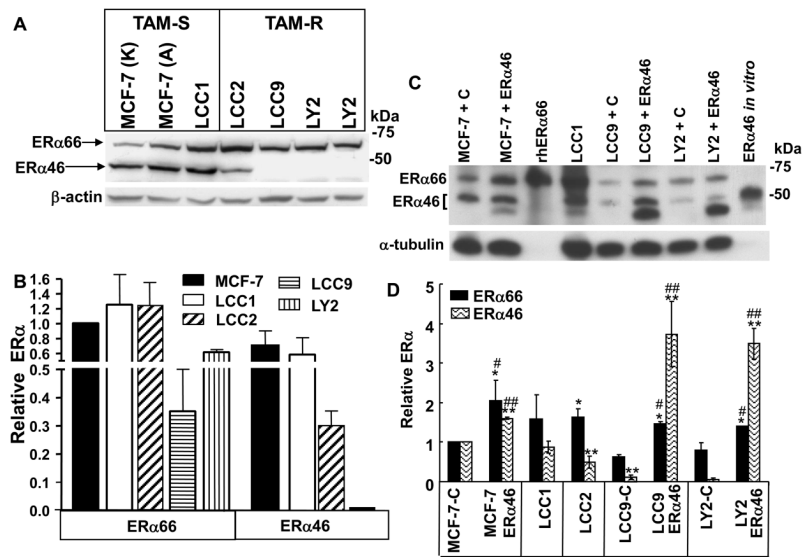 A
TAM-S TAM-R
MCF-7 (K) MCF-7 (A) LCC1 LCC2 LCC9 LY2 LY2
kDa
-75
ERα66
-50
ERα46
β-actin
C
MCF-7 + C MCF-7 + ERα46 rhERα66 LCC1 LCC9 + C LCC9 + ERα46 LY2 + C LY2 + ERα46 ERα46 in vitro
kDa
-75
ERα66
ERα46
-50
α-tubulin
B
MCF-7 LCC9
LCC1 LY2
LCC2
Relative ERα
1.6
1.4
1.2
1.0
0.8
0.6
0.5
0.4
0.3
0.2
0.1
0.0
ERα66 ERα46
D
ERα66
ERα46
Relative ERα
5
4
3
2
1
0
# * ## ** * ** ** # * ## ** # * ## **
MCF-7-C MCF-7 ERα46 LCC1 LCC2 LCC9-C LCC9 ERα46 LY2-C LY2 ERα46